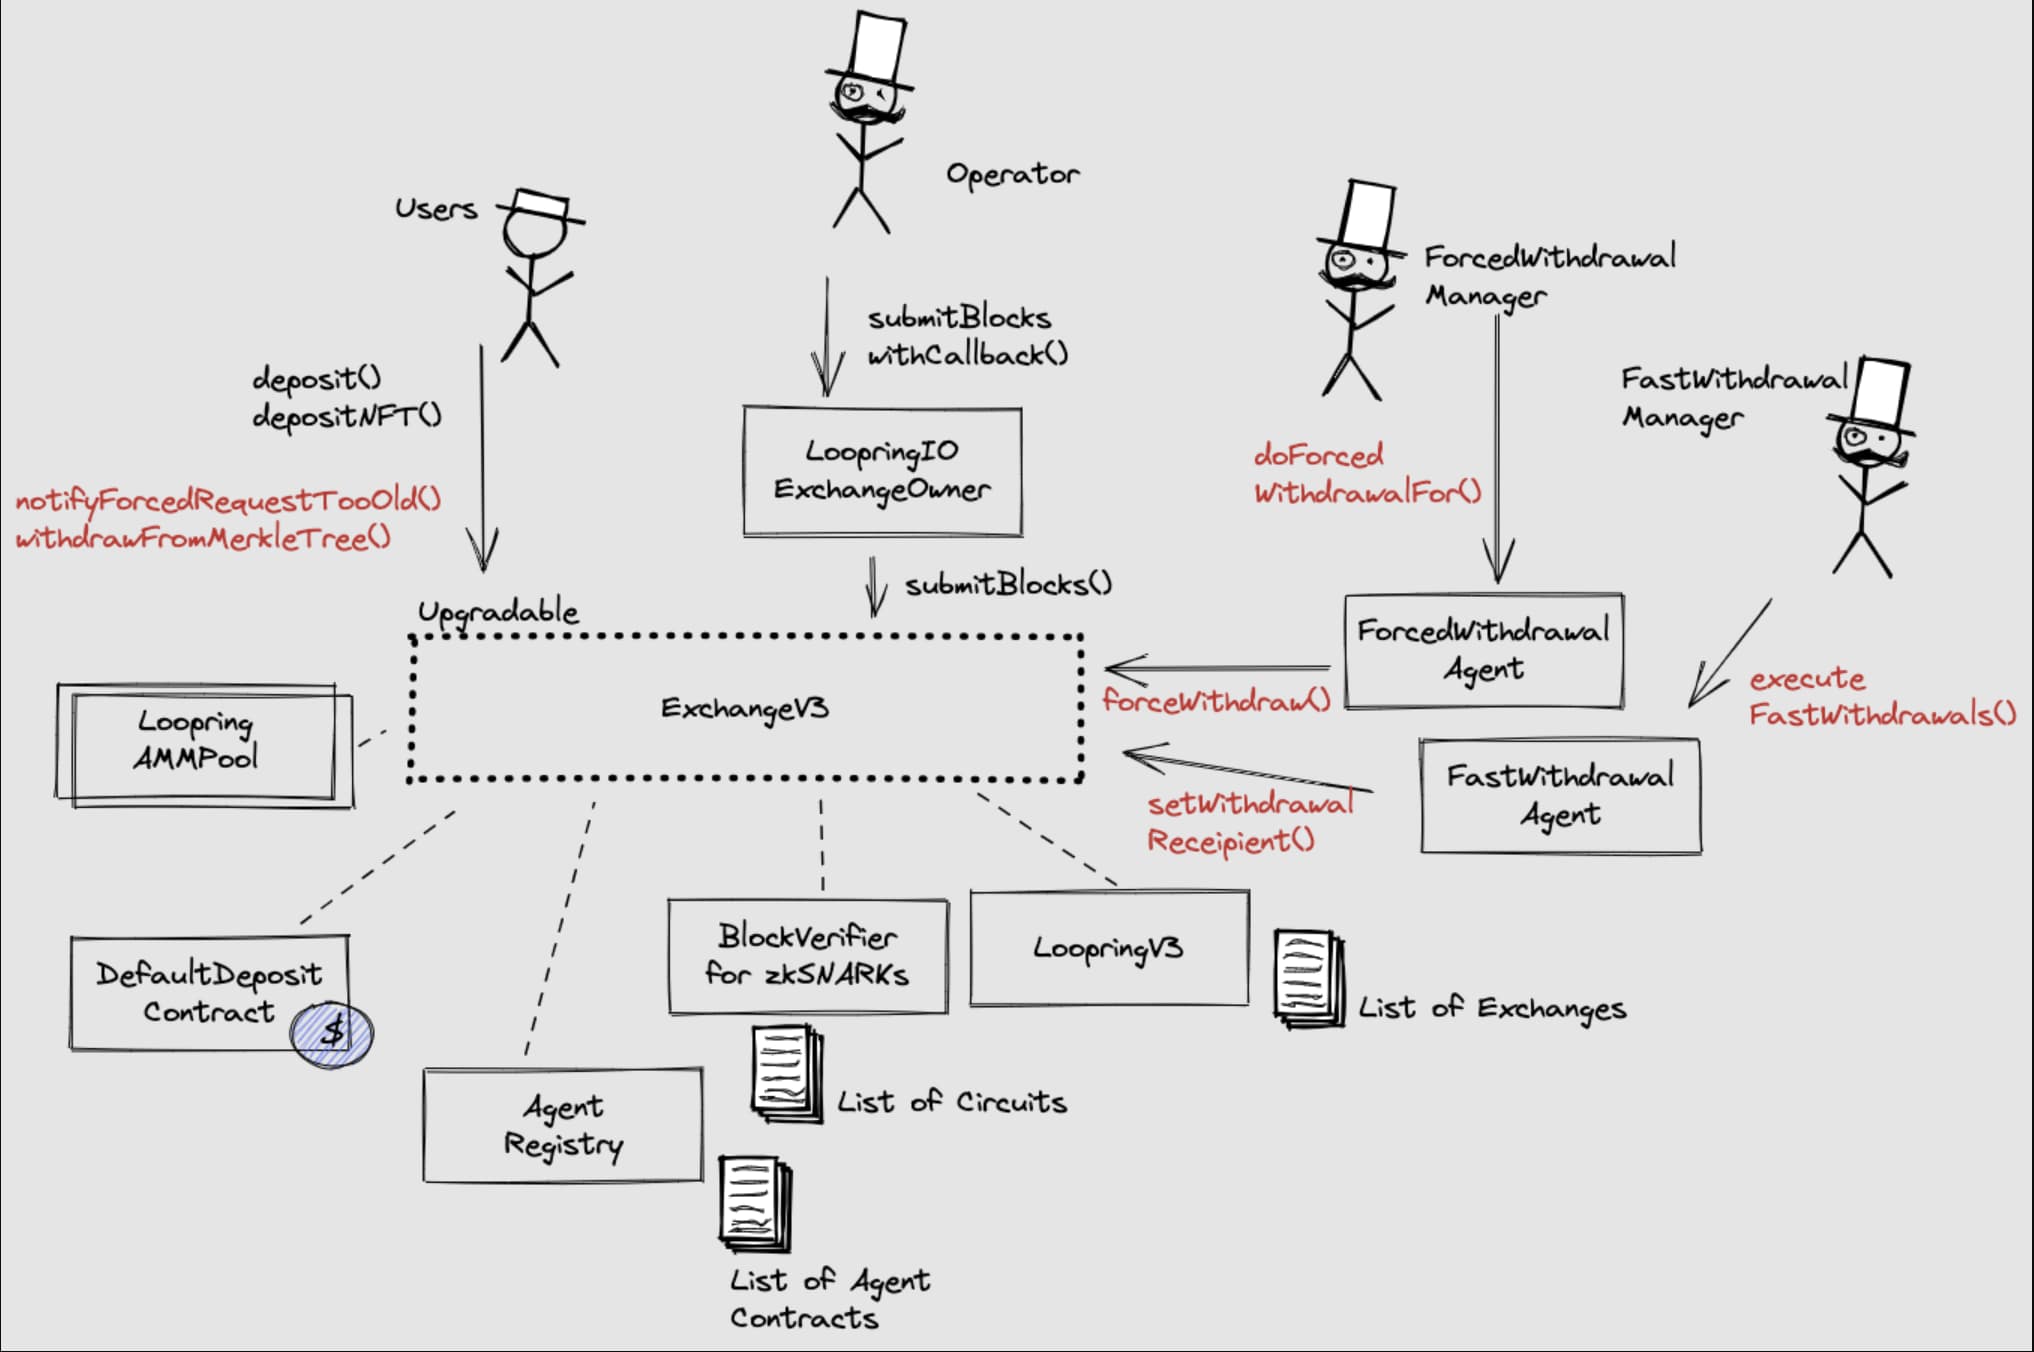 Operator
Users
ForcedWithdrawal
Manager
submitBlocks
withCallback()
FastWithdrawal
Manager
deposit()
depositNFT()
LoopringIO
ExchangeOwner
doForced
WithdrawalFor()
notifyForcedRequestTooOld()
withdrawFromMerkleTree()
submitBlocks()
Upgradable
ForcedWithdrawal
Agent
execute
FastWithdrawals()
ExchangeV3
forceWithdraw()
Loopring
AMMPool
FastWithdrawal
Agent
setWithdrawal
Receipient()
BlockVerifier
for zkSNARKs
LoopringV3
DefaultDeposit
Contract
$
List of Exchanges
List of Circuits
Agent
Registry
List of Agent
Contracts